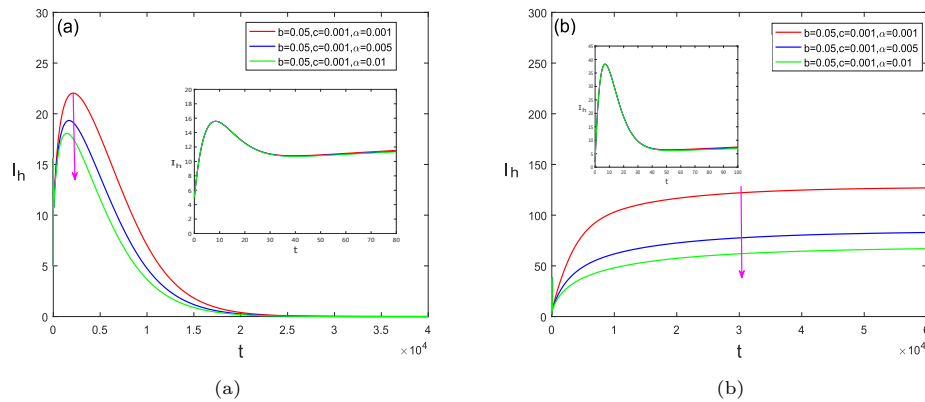 (a)
b=0.05,c=0.001,α=0.001
b=0.05,c=0.001,α=0.005
b=0.05,c=0.001,α=0.01
30
25
20
15
10
5
0
I_h
0 0.5 1 1.5 2 2.5 3 3.5 4
×10^4
t
20
18
16
14
12
10
8
6
4
2
0
I_h
0 10 20 30 40 50 60 70 80
t
(a)
(b)
b=0.05,c=0.001,α=0.001
b=0.05,c=0.001,α=0.005
b=0.05,c=0.001,α=0.01
300
250
200
150
100
50
0
I_h
0 1 2 3 4 5 6
×10^4
t
45
40
35
30
25
20
15
10
5
0
I_h
0 10 20 30 40 50 60 70 80 90 100
t
(b)